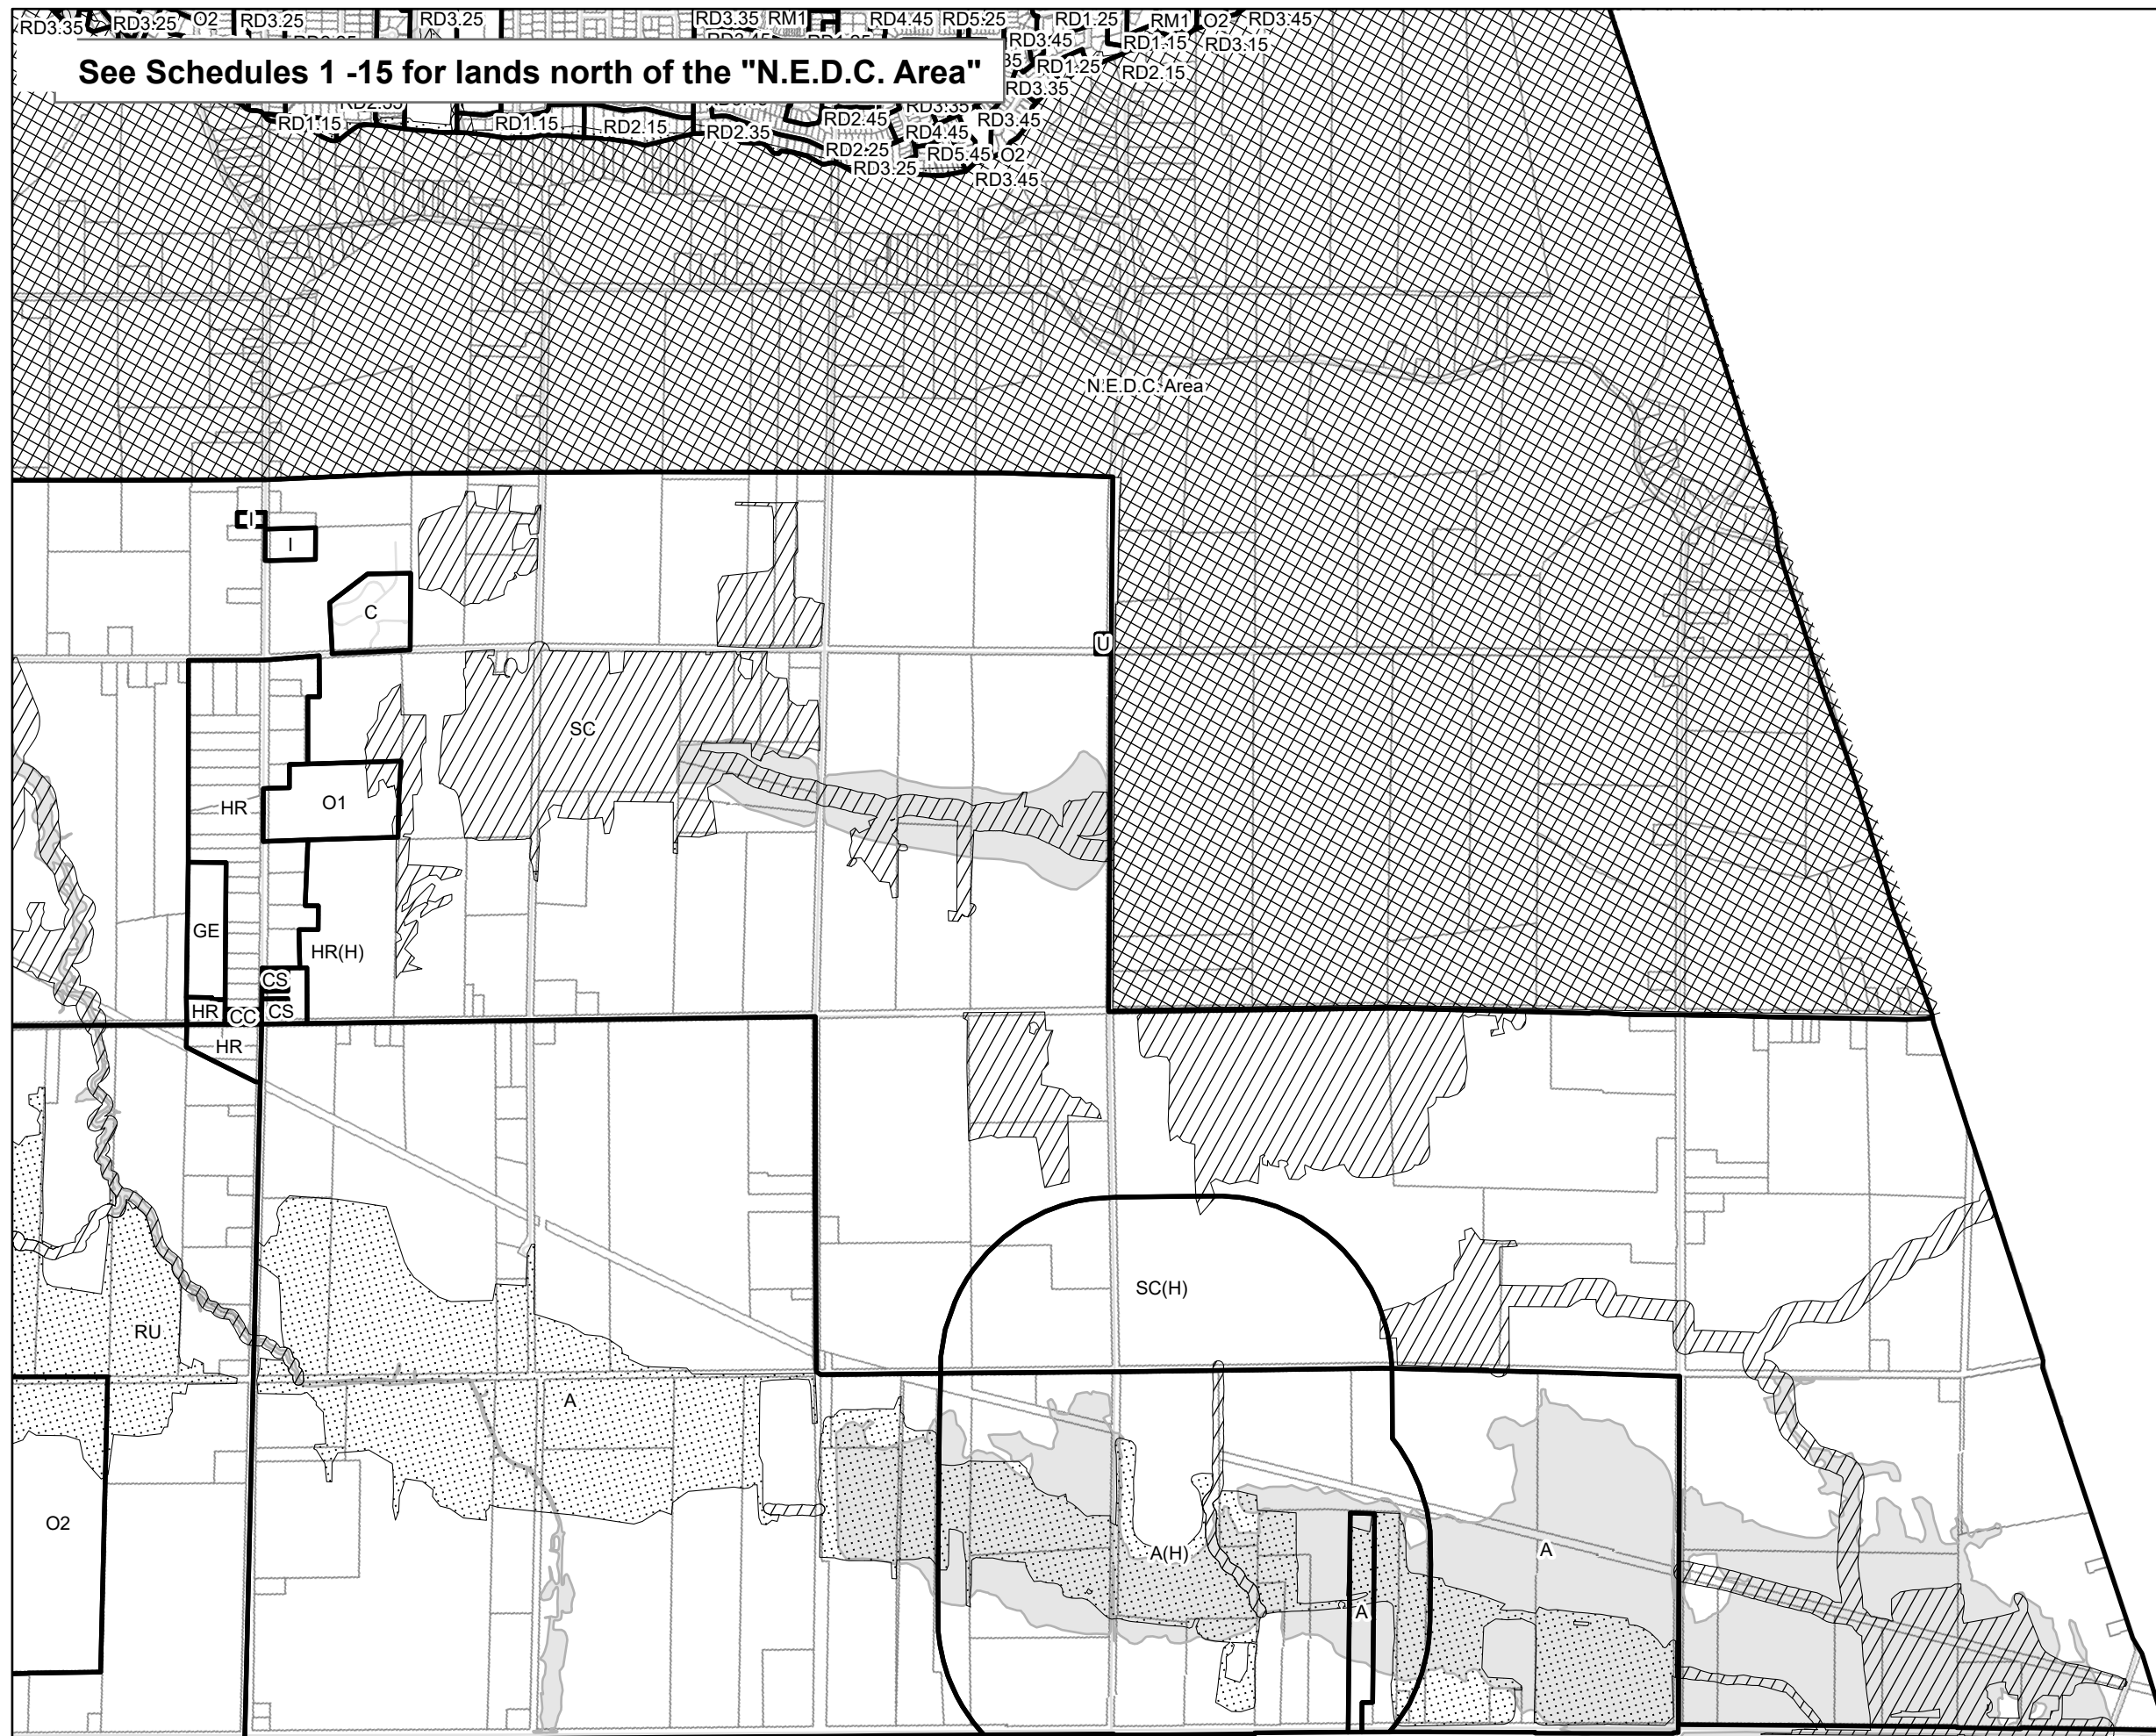 RD3.35
RD3.25
O2
RD3.25
RD3.25
RD3.35
RM1
RD4.45
RD5.25
RD1.25
RM1
O2
RD3.45
RD3.45
RD1.15
RD3.15
See Schedules 1 -15 for lands north of the "N.E.D.C. Area"
RD1.25
RD2.15
RD3.35
RD3.35
RD1.15
RD1.15
RD2.15
RD2.35
RD2.45
RD3.45
RD4.45
RD2.25
RD5.45
O2
RD3.25
RD3.45
N.E.D.C. Area
I
I
C
U
SC
HR
O1
GE
HR(H)
CS
HR
CC
CS
HR
SC(H)
RU
A
O2
A(H)
A
A